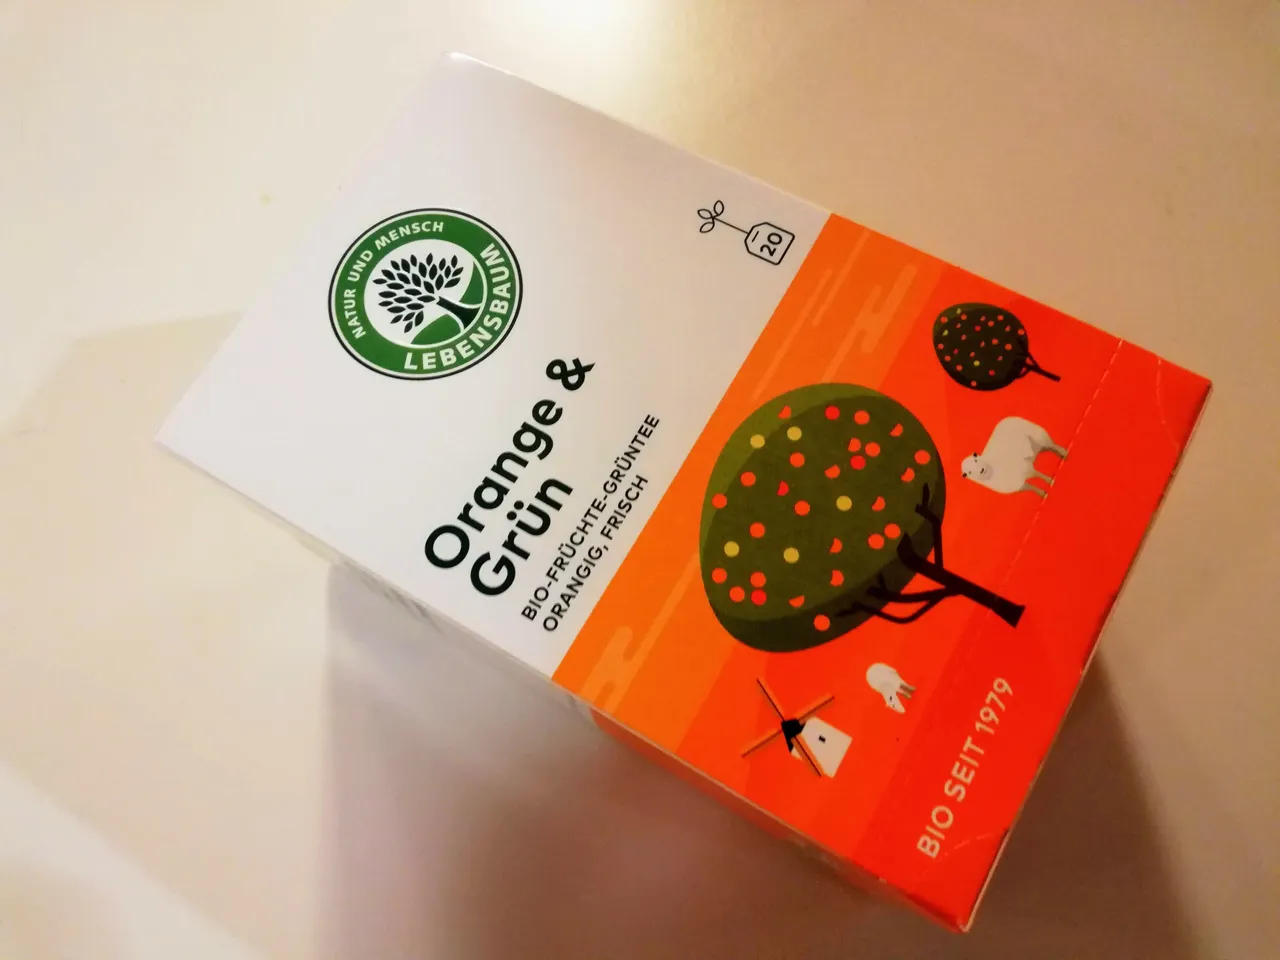 NATUR UND MENSCH
LEBENSBAUM
20
Orange &
Grün
BIO-FRÜCHTE-GRÜNTEE
ORANGIG, FRISCH
BIO SEIT 1979